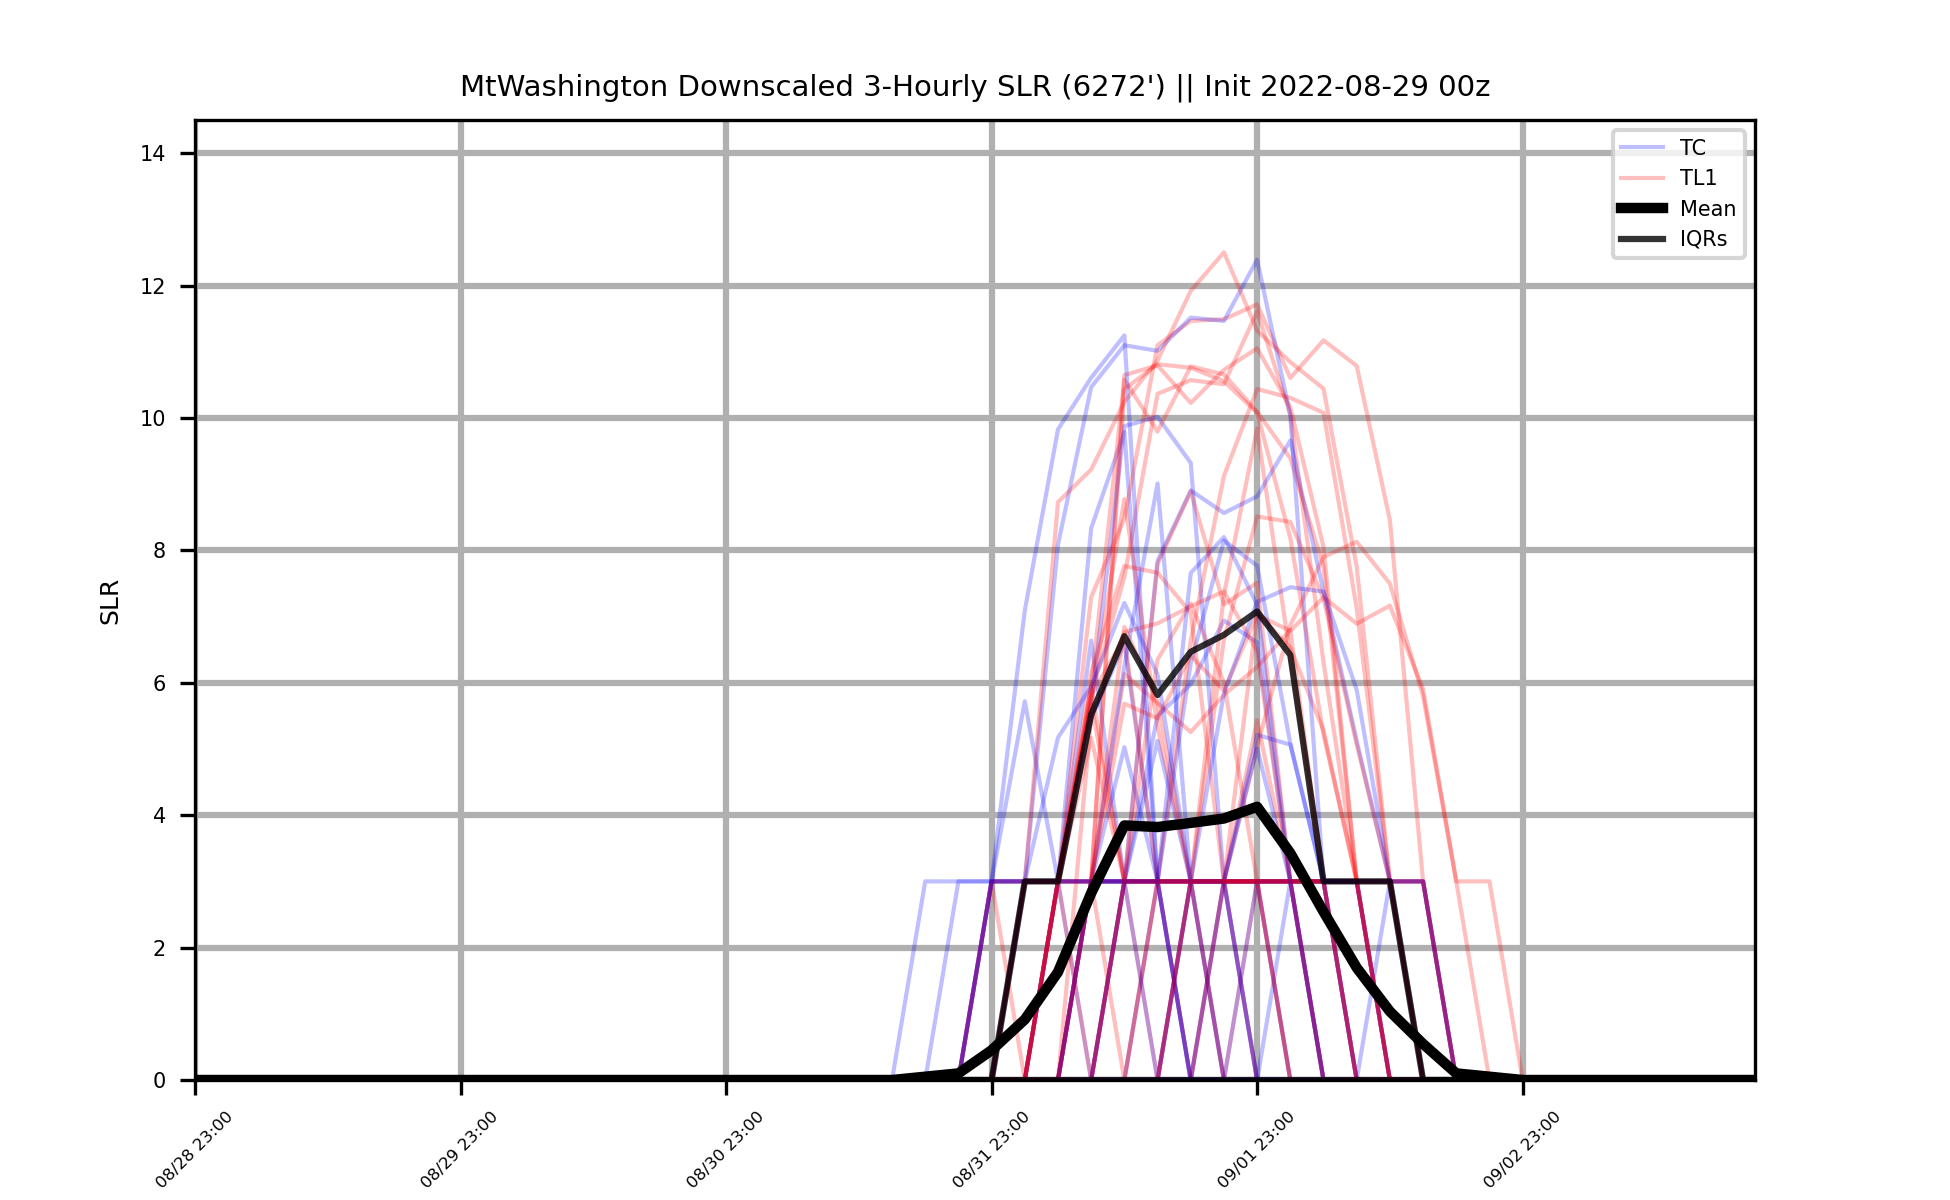 MtWashington Downscaled 3-Hourly SLR (6272') || Init 2022-08-29 00z
TC
TL1
Mean
IQRs
SLR
14
12
10
8
6
4
2
0
08/28 23:00
08/29 23:00
08/30 23:00
08/31 23:00
09/01 23:00
09/02 23:00